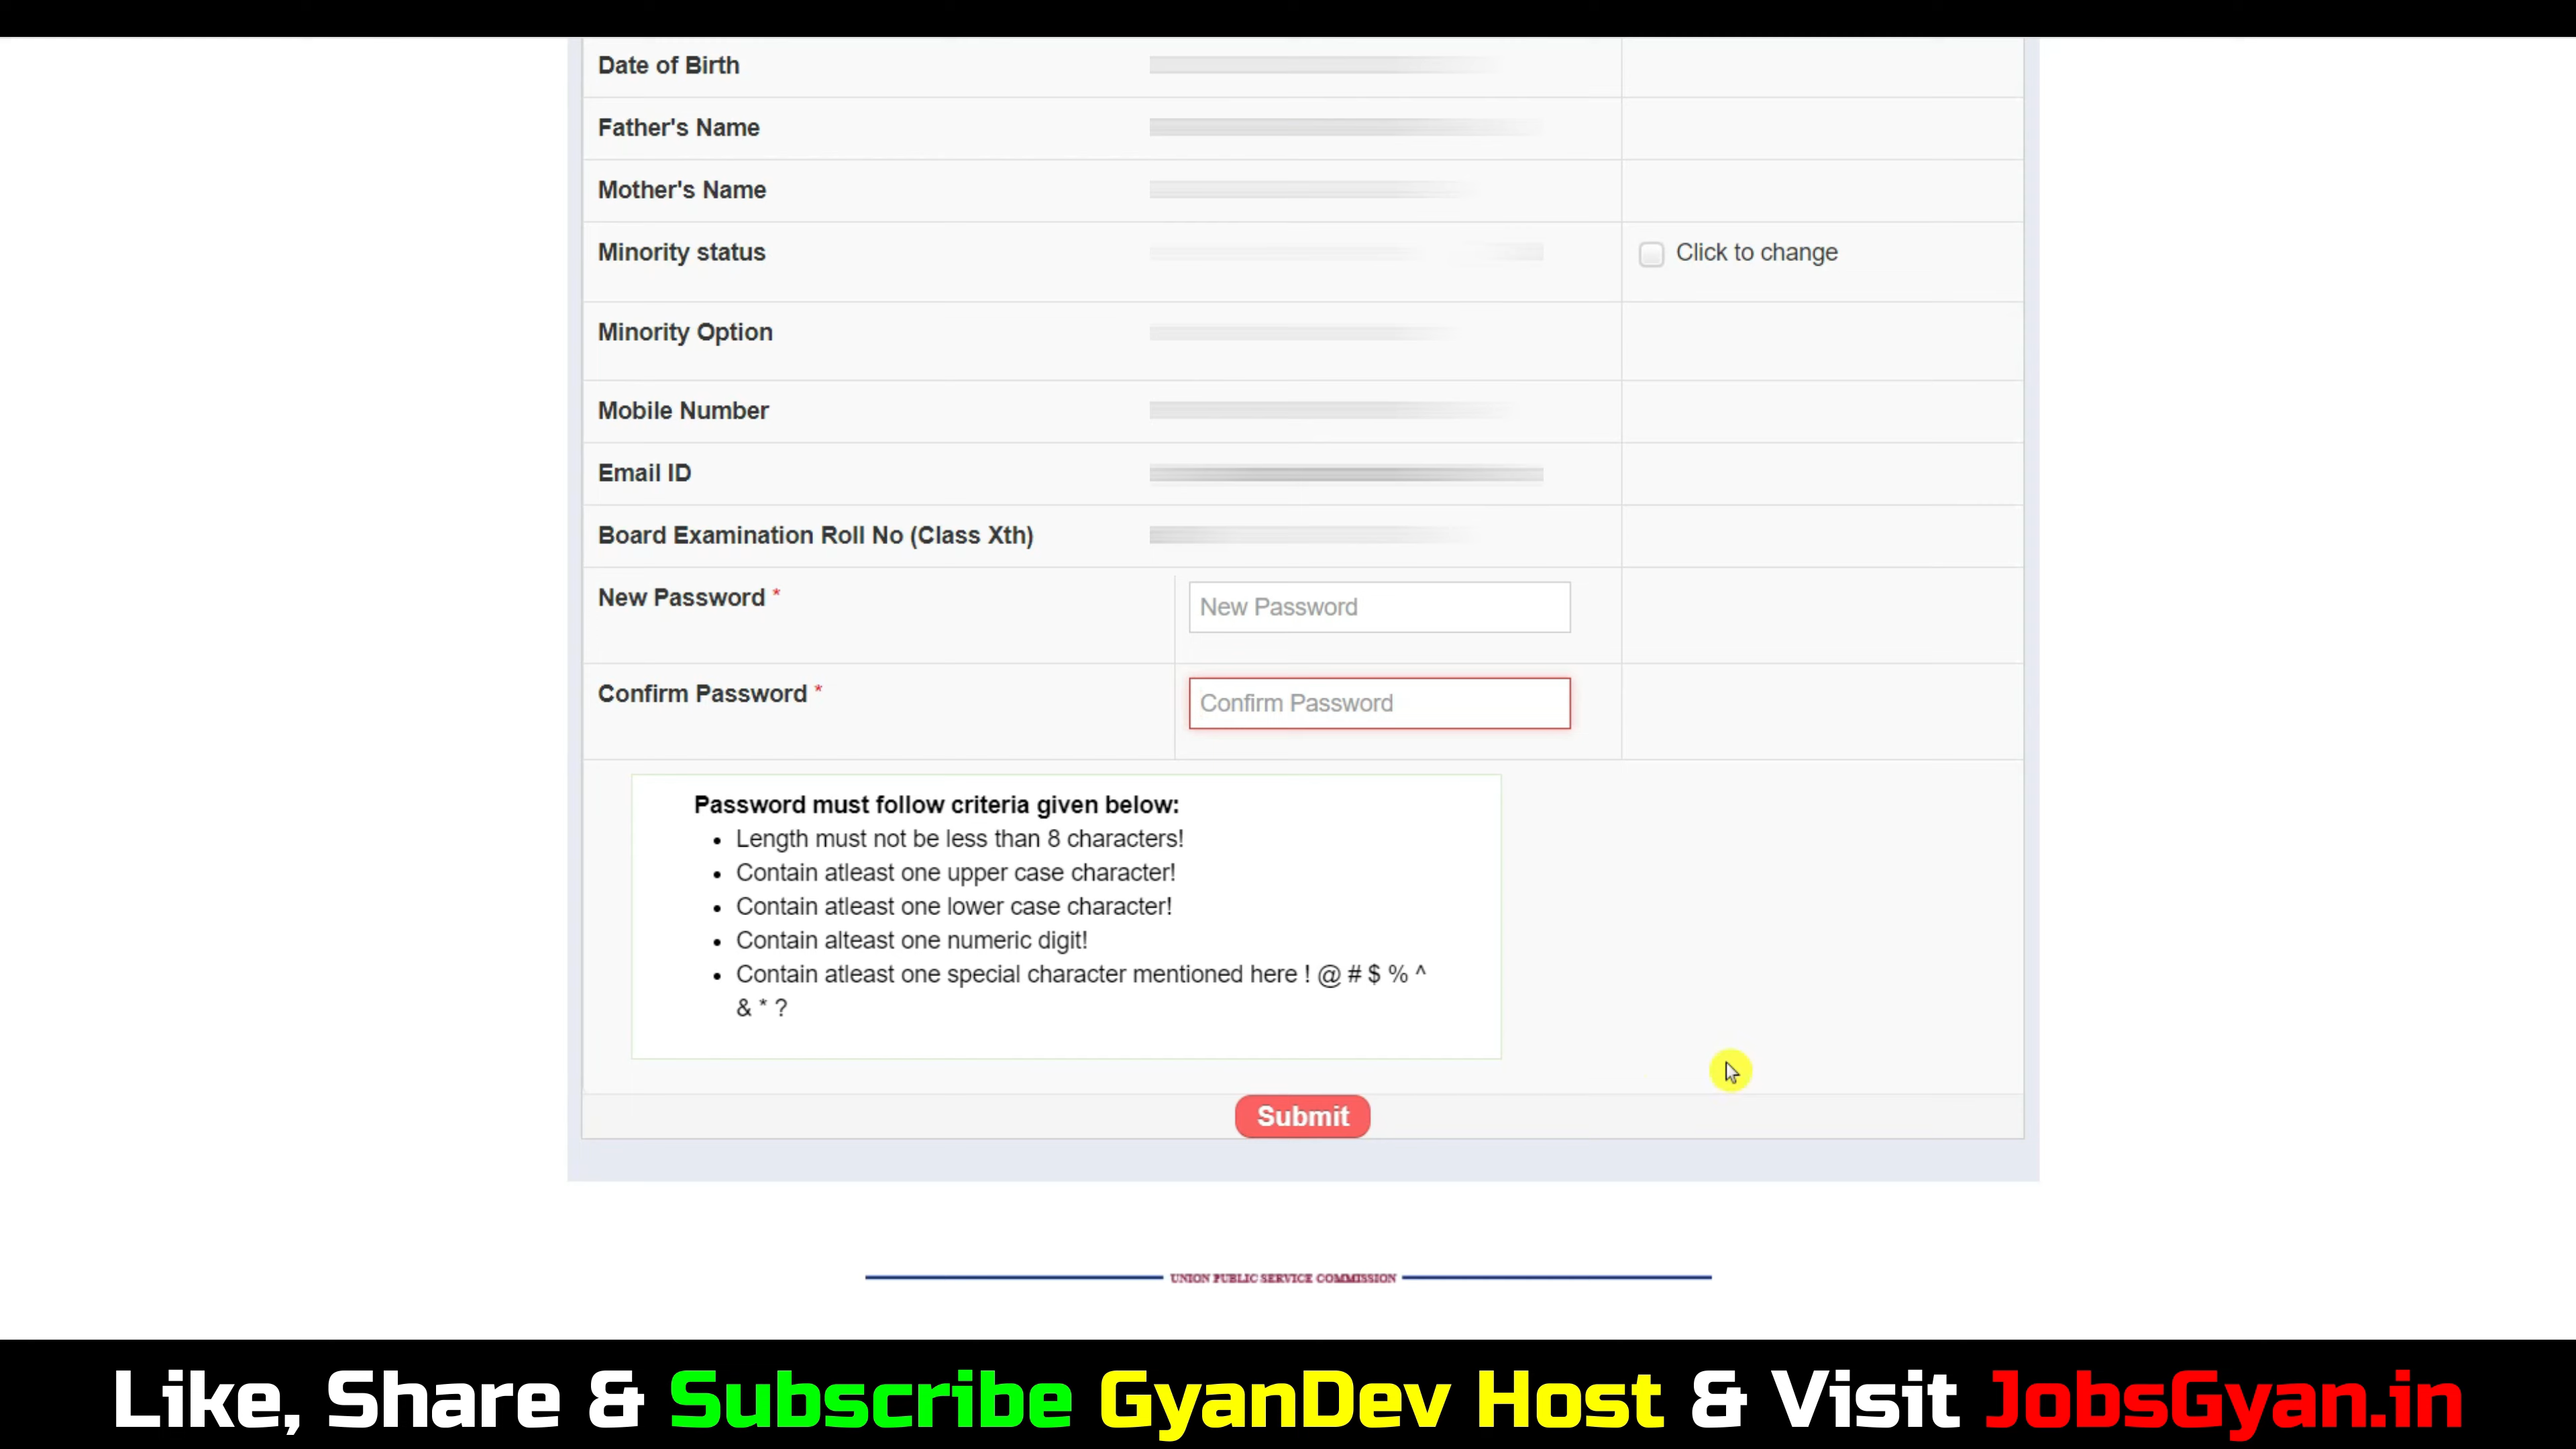 Date of Birth
Father's Name
Mother's Name
Minority status
Click to change
Minority Option
Mobile Number
Email ID
Board Examination Roll No (Class Xth)
New Password *
New Password
Confirm Password *
Confirm Password
Password must follow criteria given below:
• Length must not be less than 8 characters!
• Contain atleast one upper case character!
• Contain atleast one lower case character!
• Contain alteast one numeric digit!
• Contain atleast one special character mentioned here ! @ # $ % ^
& * ?
Submit
UNION PUBLIC SERVICE COMMISSION
Like, Share & Subscribe GyanDev Host & Visit JobsGyan.in